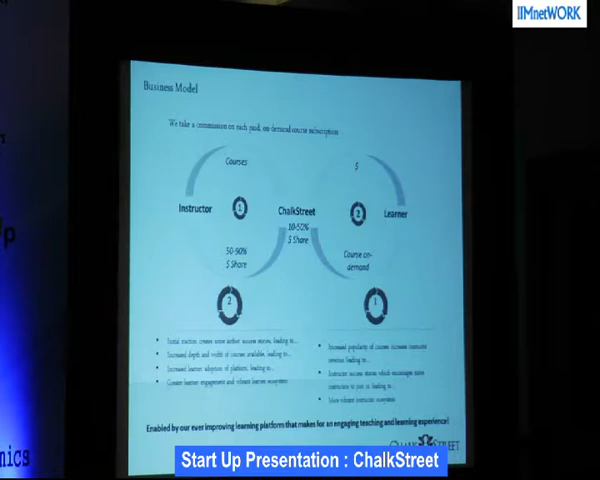 IIMnetWORK
Business Model
We take a commission on each paid, on-demand course subscription
Courses
$
Instructor
1
ChalkStreet
2
Learner
10-50%
$ Share
50-90%
$ Share
Course on-
demand
2
1
Initial traction creates some author success stories, leading to...
Increased depth and width of courses available, leading to...
Increased learner adoption of platform, leading to...
Greater learner engagement and vibrant learner ecosystem
Increased popularity of courses increases instructor
revenue leading to...
Instructor success stories which encourages more
instructors to join in, leading to...
More vibrant instructor ecosystem
Enabled by our ever improving learning platform that makes for an engaging teaching and learning experience!
CHALK STREET
Start Up Presentation : ChalkStreet
up
mics